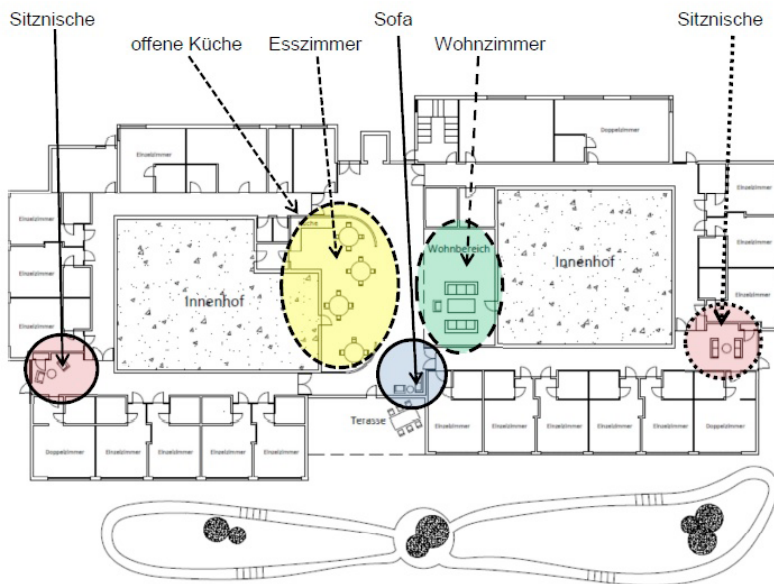 Sitznische
Sofa
Sitznische
offene Küche
Esszimmer
Wohnzimmer
Einzelzimmer
Einzelzimmer
Doppelzimmer
Einzelzimmer
Einzelzimmer
Einzelzimmer
Einzelzimmer
Einzelzimmer
Einzelzimmer
Wohnbereich
Innenhof
Innenhof
Terasse
Doppelzimmer
Einzelzimmer
Einzelzimmer
Einzelzimmer
Einzelzimmer
Einzelzimmer
Einzelzimmer
Einzelzimmer
Einzelzimmer
Einzelzimmer
Doppelzimmer